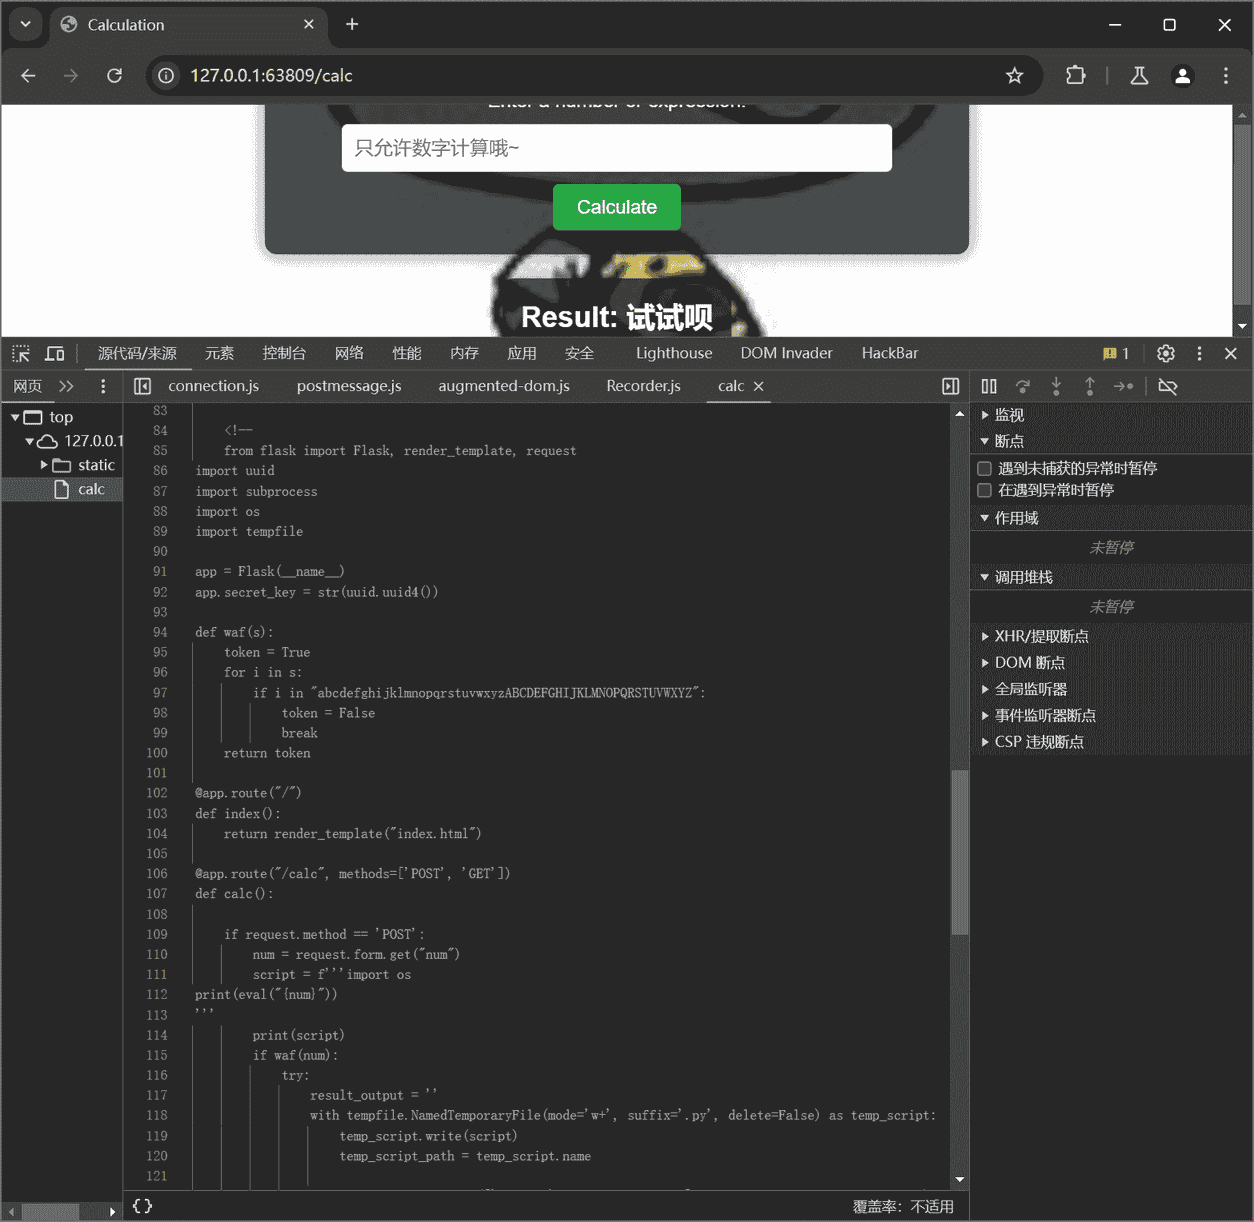 Calculation
127.0.0.1:63809/calc
Enter a number or expression:
只允许数字计算哦~
Calculate
Result: 试试呗
源代码/来源 元素 控制台 网络 性能 内存 应用 安全 Lighthouse DOM Invader HackBar 1
网页 connection.js postmessage.js augmented-dom.js Recorder.js calc
top
127.0.0.1
static
calc
83
84 <!--
85 from flask import Flask, render_template, request
86 import uuid
87 import subprocess
88 import os
89 import tempfile
90
91 app = Flask(__name__)
92 app.secret_key = str(uuid.uuid4())
93
94 def waf(s):
95 token = True
96 for i in s:
97 if i in "abcdefghijklmnopqrstuvwxyzABCDEFGHIJKLMNOPQRSTUVWXYZ":
98 token = False
99 break
100 return token
101
102 @app.route("/")
103 def index():
104 return render_template("index.html")
105
106 @app.route("/calc", methods=['POST', 'GET'])
107 def calc():
108
109 if request.method == 'POST':
110 num = request.form.get("num")
111 script = f'''import os
112 print(eval("{num}"))
113 '''
114 print(script)
115 if waf(num):
116 try:
117 result_output = ''
118 with tempfile.NamedTemporaryFile(mode='w+', suffix='.py', delete=False) as temp_script:
119 temp_script.write(script)
120 temp_script_path = temp_script.name
121
{}
覆盖率：不适用
监视
断点
遇到未捕获的异常时暂停
在遇到异常时暂停
作用域
未暂停
调用堆栈
未暂停
XHR/提取断点
DOM 断点
全局监听器
事件监听器断点
CSP 违规断点